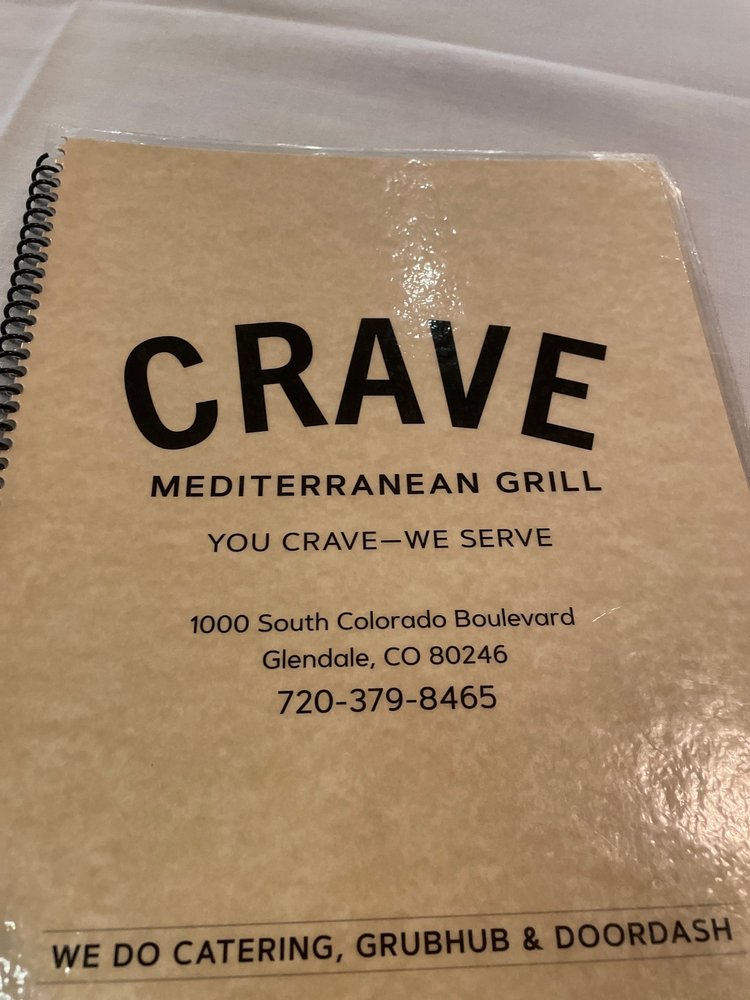 CRAVE
MEDITERRANEAN GRILL
YOU CRAVE—WE SERVE
1000 South Colorado Boulevard
Glendale, CO 80246
720-379-8465
WE DO CATERING, GRUBHUB & DOORDASH